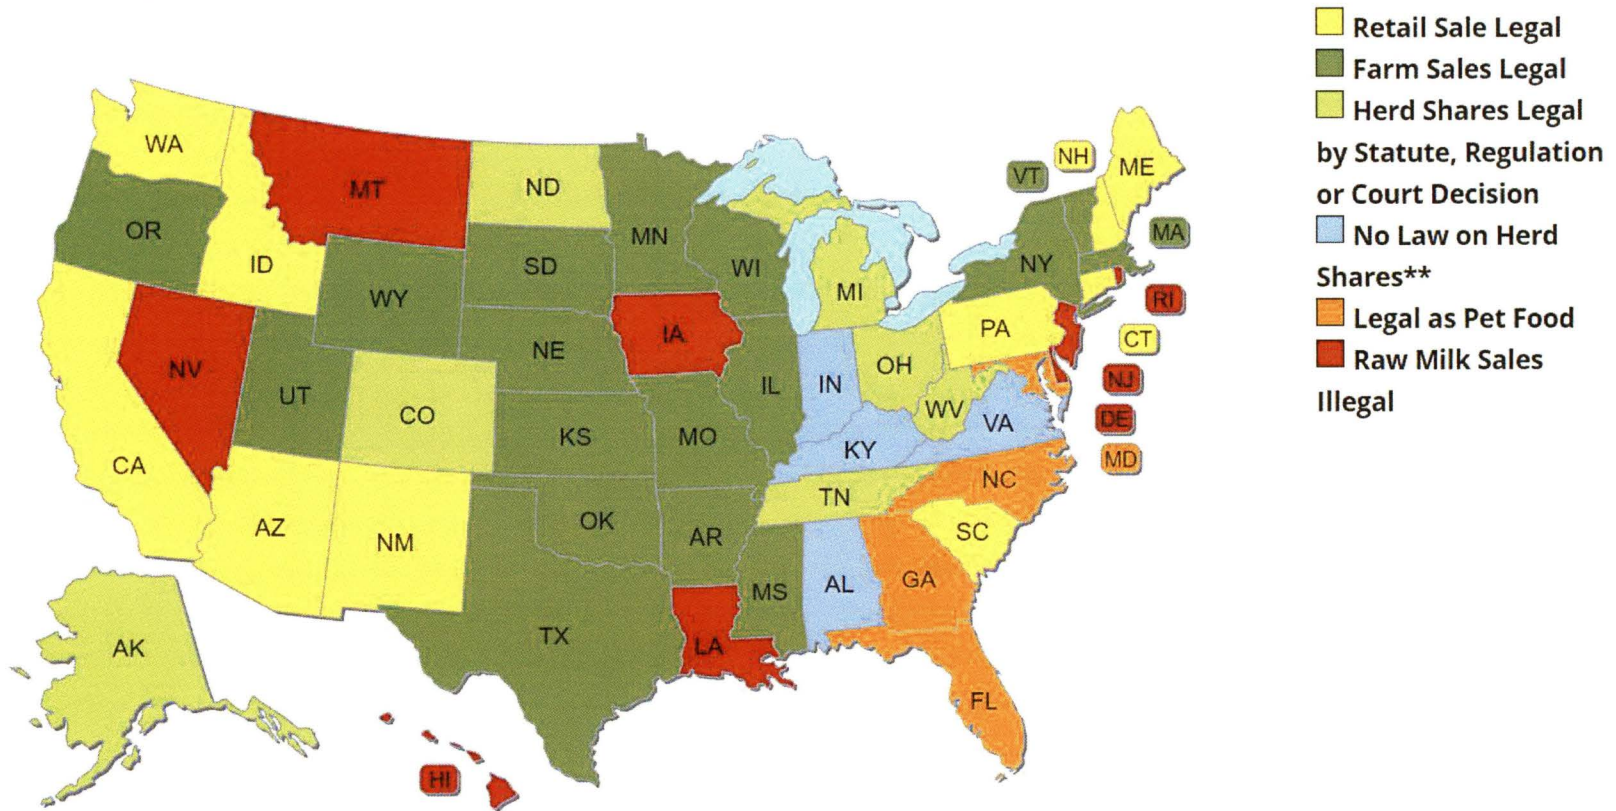 Retail Sale Legal
Farm Sales Legal
Herd Shares Legal
by Statute, Regulation
or Court Decision
No Law on Herd
Shares**
Legal as Pet Food
Raw Milk Sales
Illegal
WA
MT
ND
MN
VT
NH
ME
OR
ID
SD
WI
MI
NY
MA
WY
RI
NV
IA
PA
CT
NE
UT
CO
IL
IN
OH
NJ
WV
VA
DE
CA
KS
MO
KY
MD
AZ
NM
OK
AR
TN
NC
SC
MS
AL
GA
AK
TX
LA
FL
HI